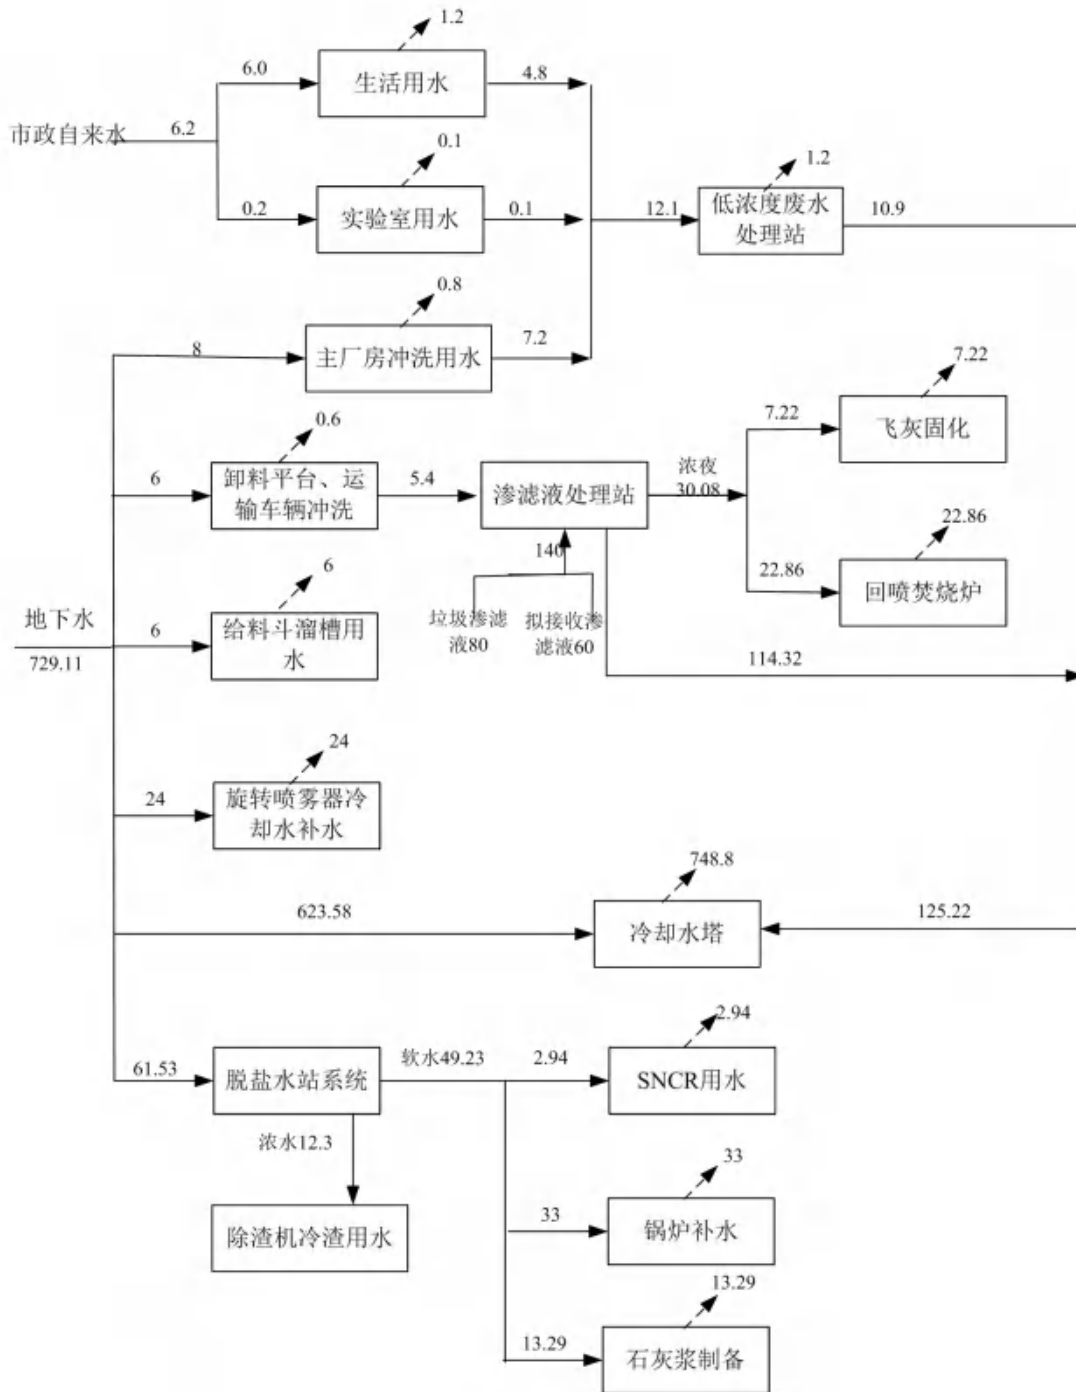 1.2
6.0
生活用水
4.8
市政自来水
6.2
0.1
0.2
实验室用水
0.1
12.1
1.2
低浓度废水
处理站
10.9
0.8
8
主厂房冲洗用水
7.2
0.6
6
卸料平台、运
输车辆冲洗
5.4
渗滤液处理站
浓夜
30.08
7.22
7.22
飞灰固化
22.86
22.86
回喷焚烧炉
140
垃圾渗滤
液80
拟接收渗
滤液60
114.32
地下水
729.11
6
6
给料斗溜槽用
水
24
24
旋转喷雾器冷
却水补水
748.8
623.58
冷却水塔
125.22
61.53
脱盐水站系统
软水49.23
2.94
2.94
SNCR用水
浓水12.3
除渣机冷渣用水
33
33
锅炉补水
13.29
13.29
石灰浆制备